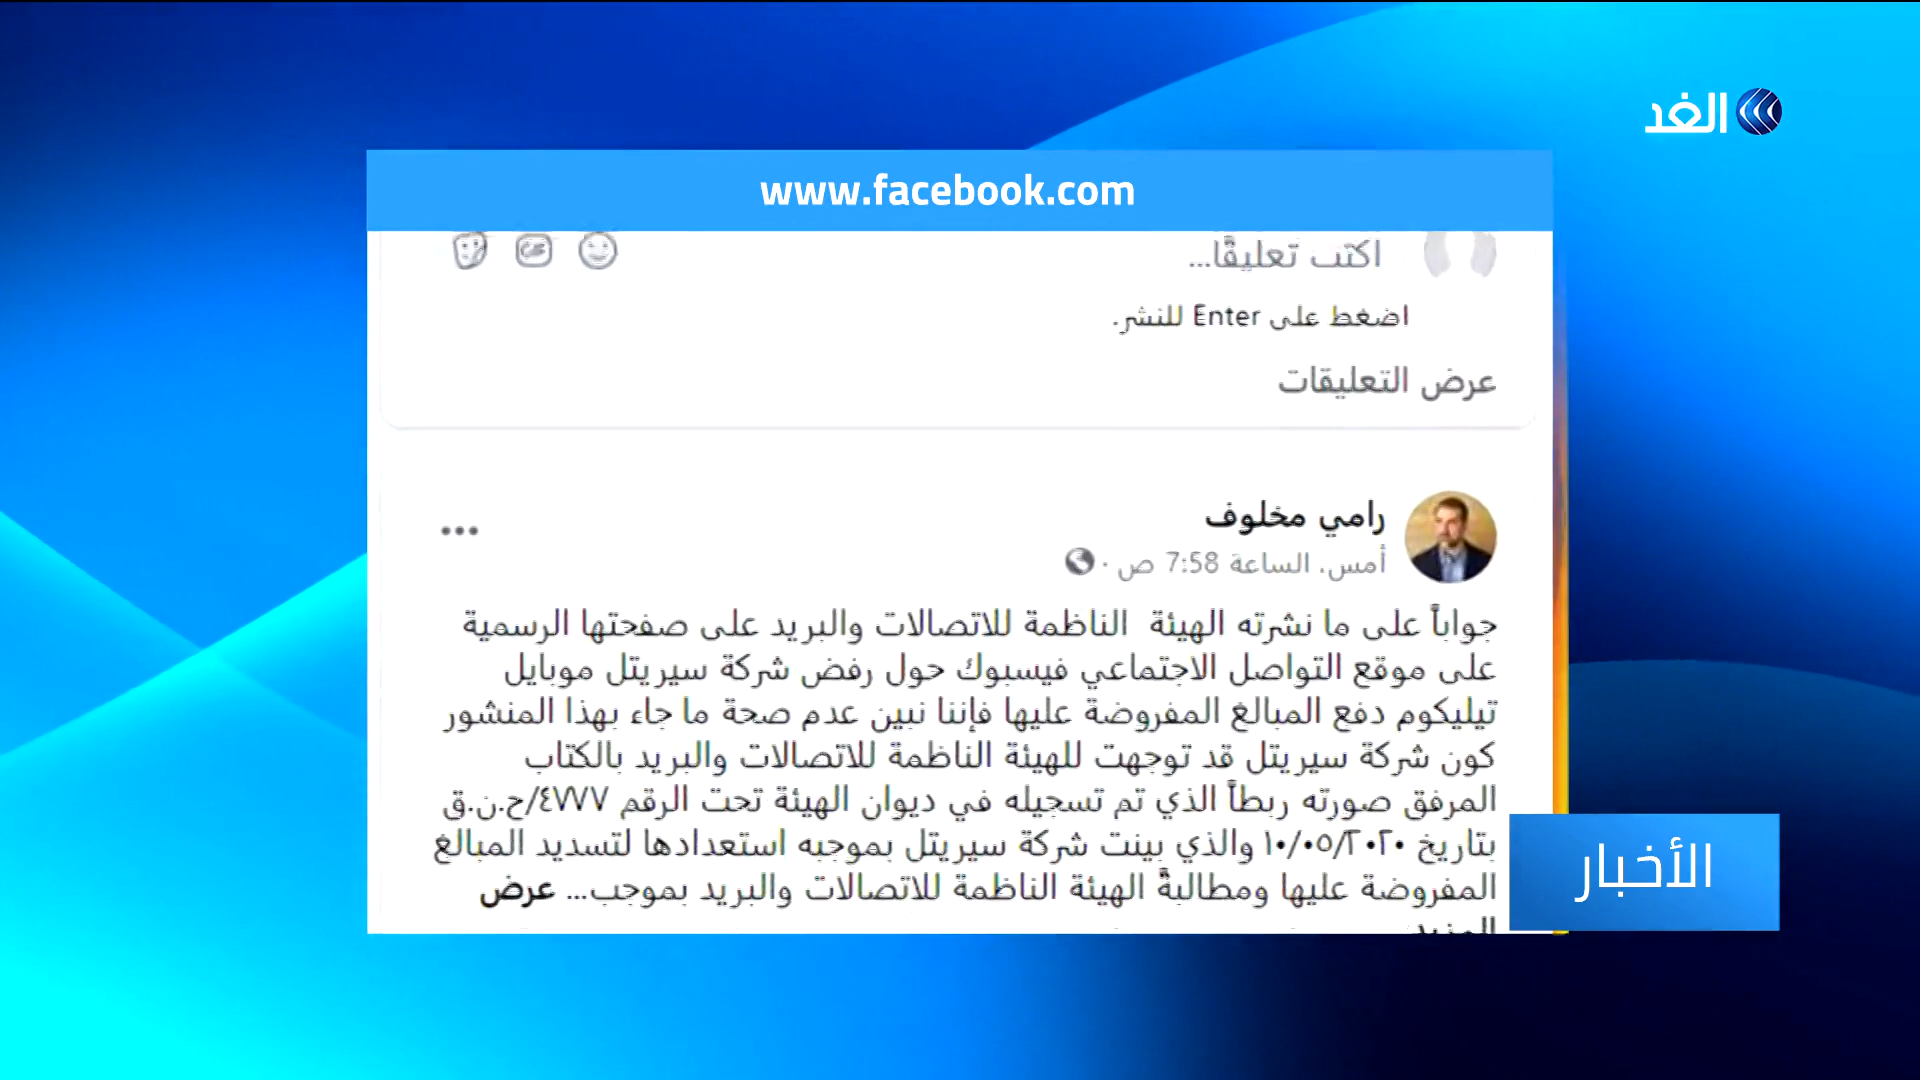 الغد
www.facebook.com
اكتب تعليقًا...
اضغط على Enter للنشر.
عرض التعليقات
رامي مخلوف
أمس، الساعة 7:58 ص ·
جواباً على ما نشرته الهيئة الناظمة للاتصالات والبريد على صفحتها الرسمية
على موقع التواصل الاجتماعي فيسبوك حول رفض شركة سيريتل موبايل
تيليكوم دفع المبالغ المفروضة عليها فإننا نبين عدم صحة ما جاء بهذا المنشور
كون شركة سيريتل قد توجهت للهيئة الناظمة للاتصالات والبريد بالكتاب
المرفق صورته ربطاً الذي تم تسجيله في ديوان الهيئة تحت الرقم ٤٧٧٧/ح.ن.ق
بتاريخ ١٠/٠٥/٢٠٢٠ والذي بينت شركة سيريتل بموجبه استعدادها لتسديد المبالغ
المفروضة عليها ومطالبةً الهيئة الناظمة للاتصالات والبريد بموجب... عرض
المزيد
الأخبار